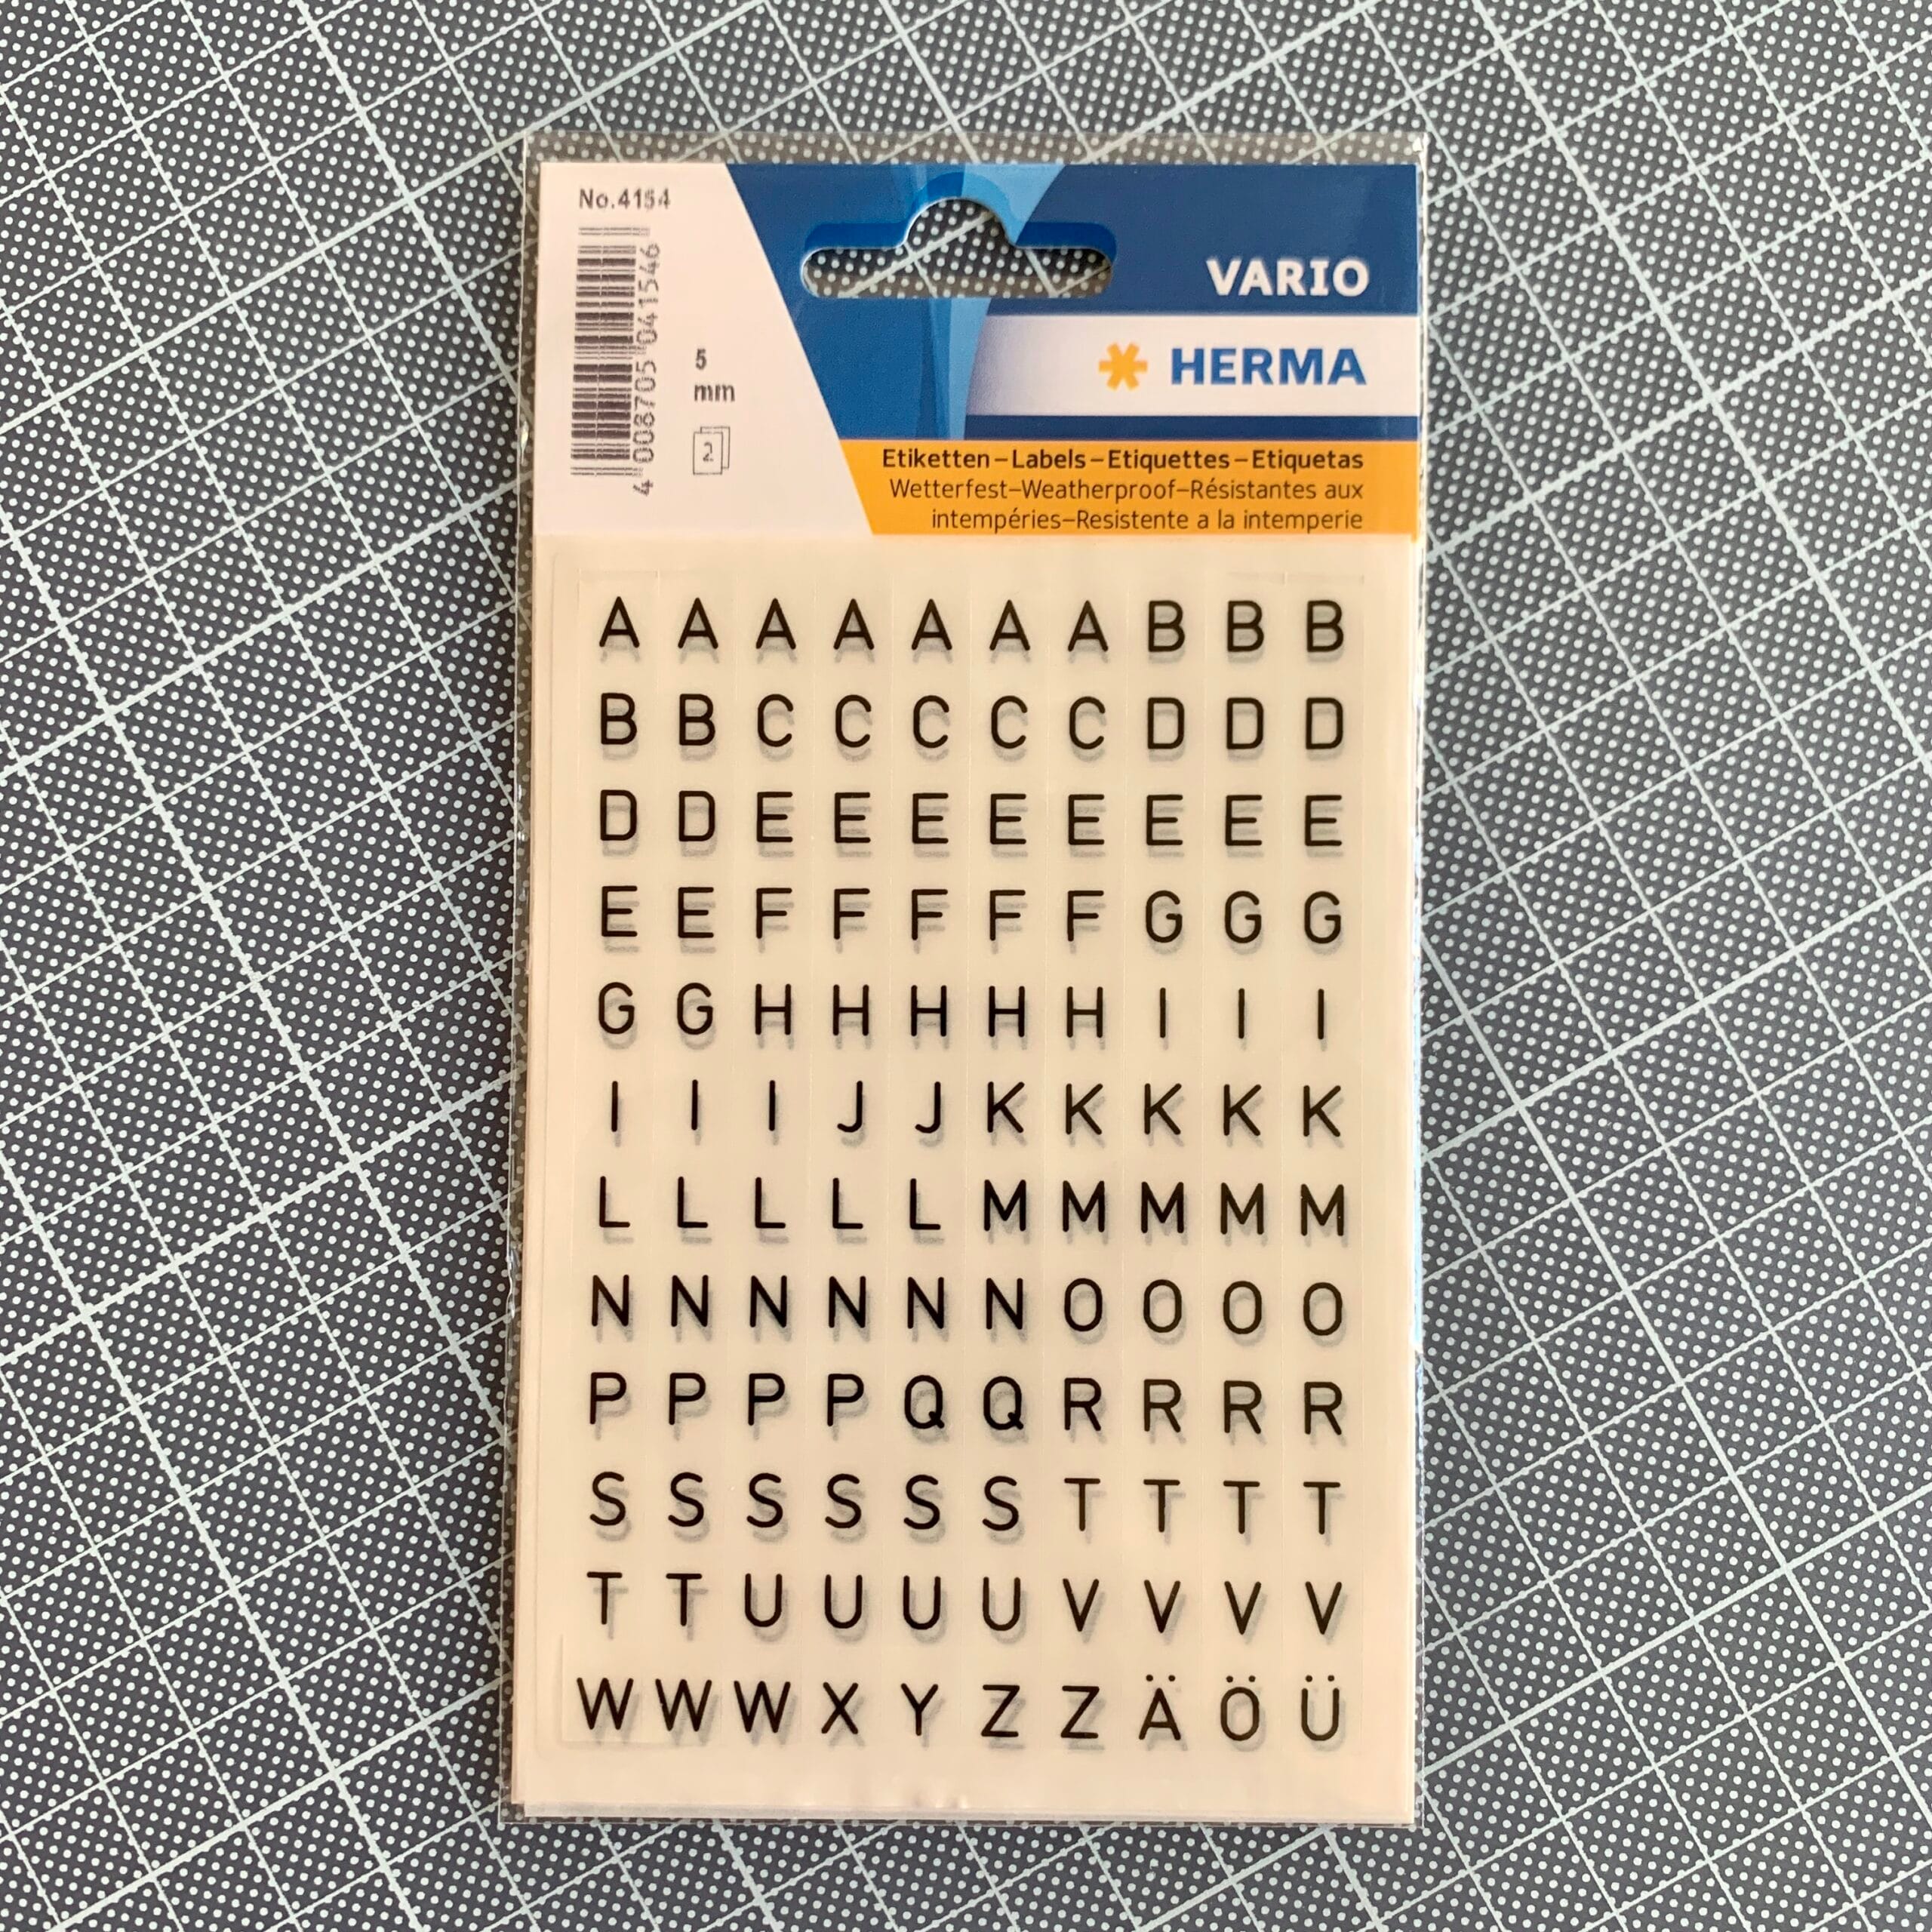 No.4154
4 008705 041546
5
mm
2
VARIO
HERMA
Etiketten–Labels–Etiquettes–Etiquetas
Wetterfest–Weatherproof–Résistantes aux
intempéries–Resistente a la intemperie
A A A A A A A B B B
B B C C C C C D D D
D D E E E E E E E E
E E F F F F F G G G
G G H H H H H I I I
I I I J J K K K K K
L L L L L M M M M M
N N N N N N O O O O
P P P P Q Q R R R R
S S S S S S T T T T
T T U U U U V V V V
W W W X Y Z Z Ä Ö Ü